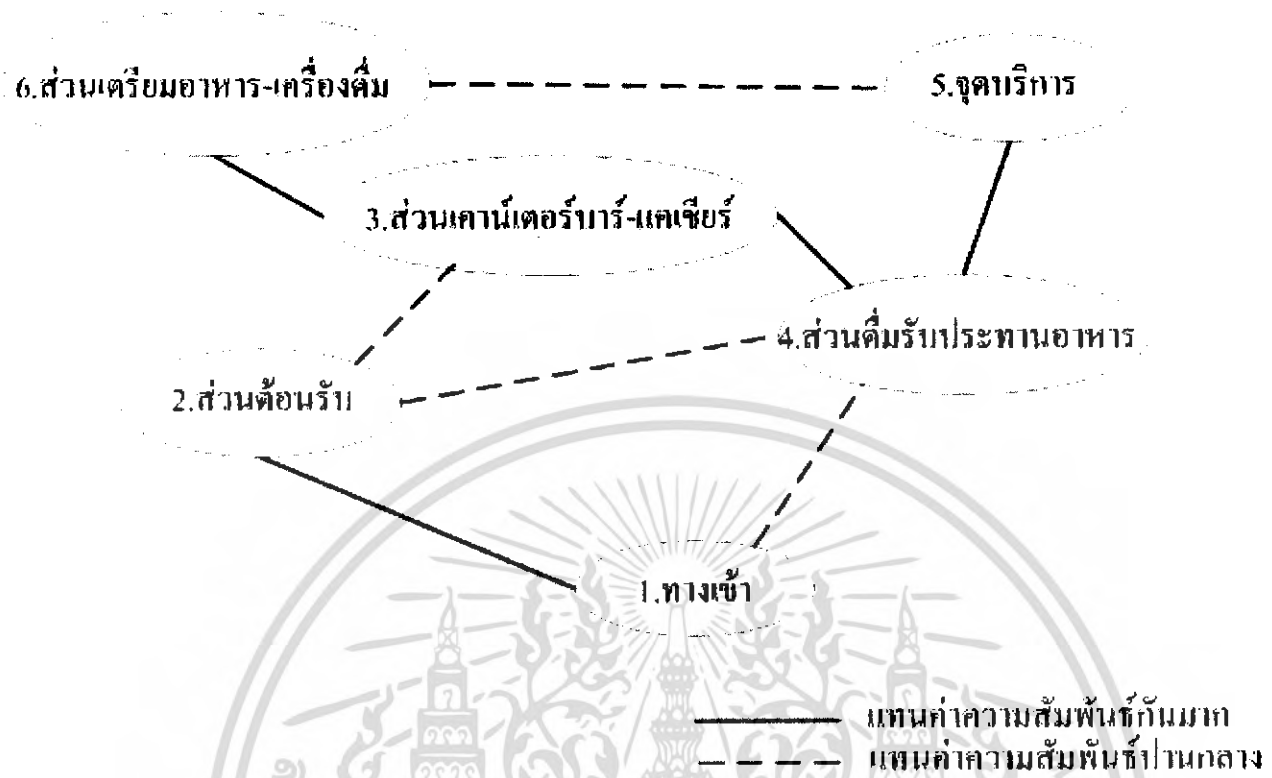 6.ส่วนเตรียมอาหาร-เครื่องดื่ม
5.จุดบริการ
3.ส่วนเคาน์เตอร์บาร์-แคเชียร์
4.ส่วนดื่มรับประทานอาหาร
2.ส่วนต้อนรับ
1.ทางเข้า
แทนค่าความสัมพันธ์กันมาก
แทนค่าความสัมพันธ์ปานกลาง